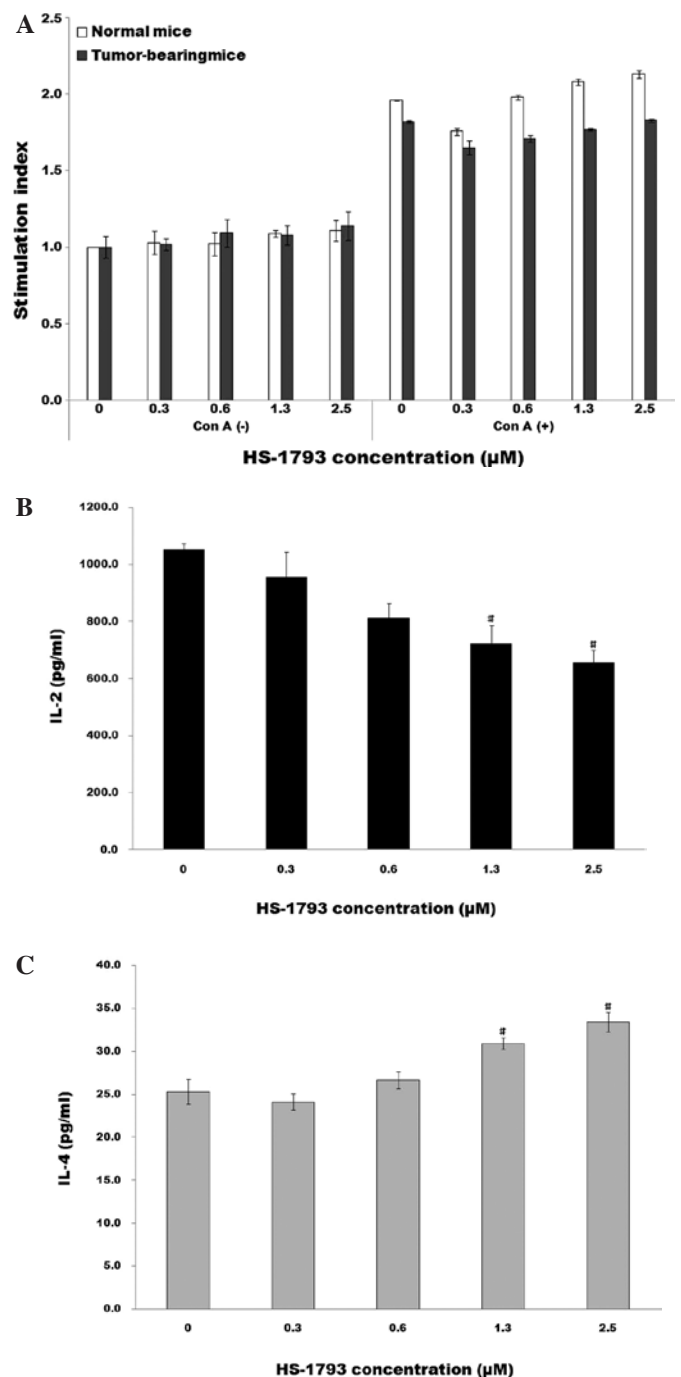 A
Normal mice
Tumor-bearingmice
Stimulation index
2.5
2.0
1.5
1.0
0.5
0.0
0 0.3 0.6 1.3 2.5 0 0.3 0.6 1.3 2.5
Con A (-) Con A (+)
HS-1793 concentration (µM)
B
IL-2 (pg/ml)
1200.0
1000.0
800.0
600.0
400.0
200.0
0.0
# #
0 0.3 0.6 1.3 2.5
HS-1793 concentration (µM)
C
IL-4 (pg/ml)
40.0
35.0
30.0
25.0
20.0
15.0
10.0
5.0
0.0
# #
0 0.3 0.6 1.3 2.5
HS-1793 concentration (µM)